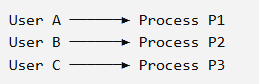 User A ──────► Process P1
User B ──────► Process P2
User C ──────► Process P3